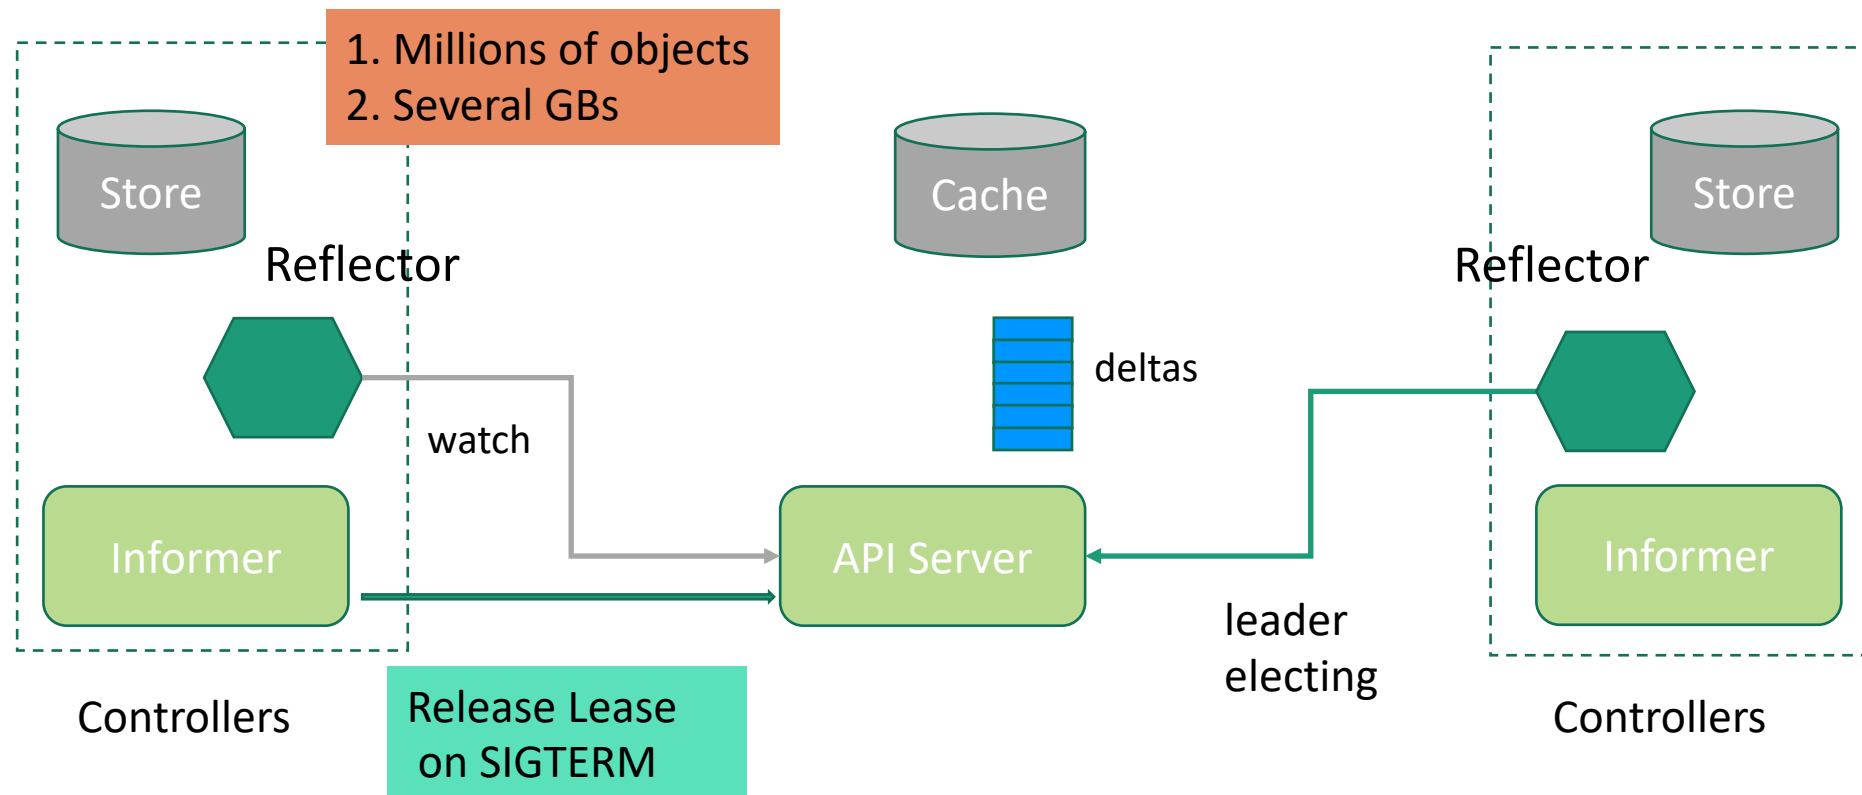 1. Millions of objects
2. Several GBs
Store
Cache
Store
Reflector
Reflector
deltas
watch
Informer
API Server
Informer
leader
electing
Controllers
Release Lease
on SIGTERM
Controllers